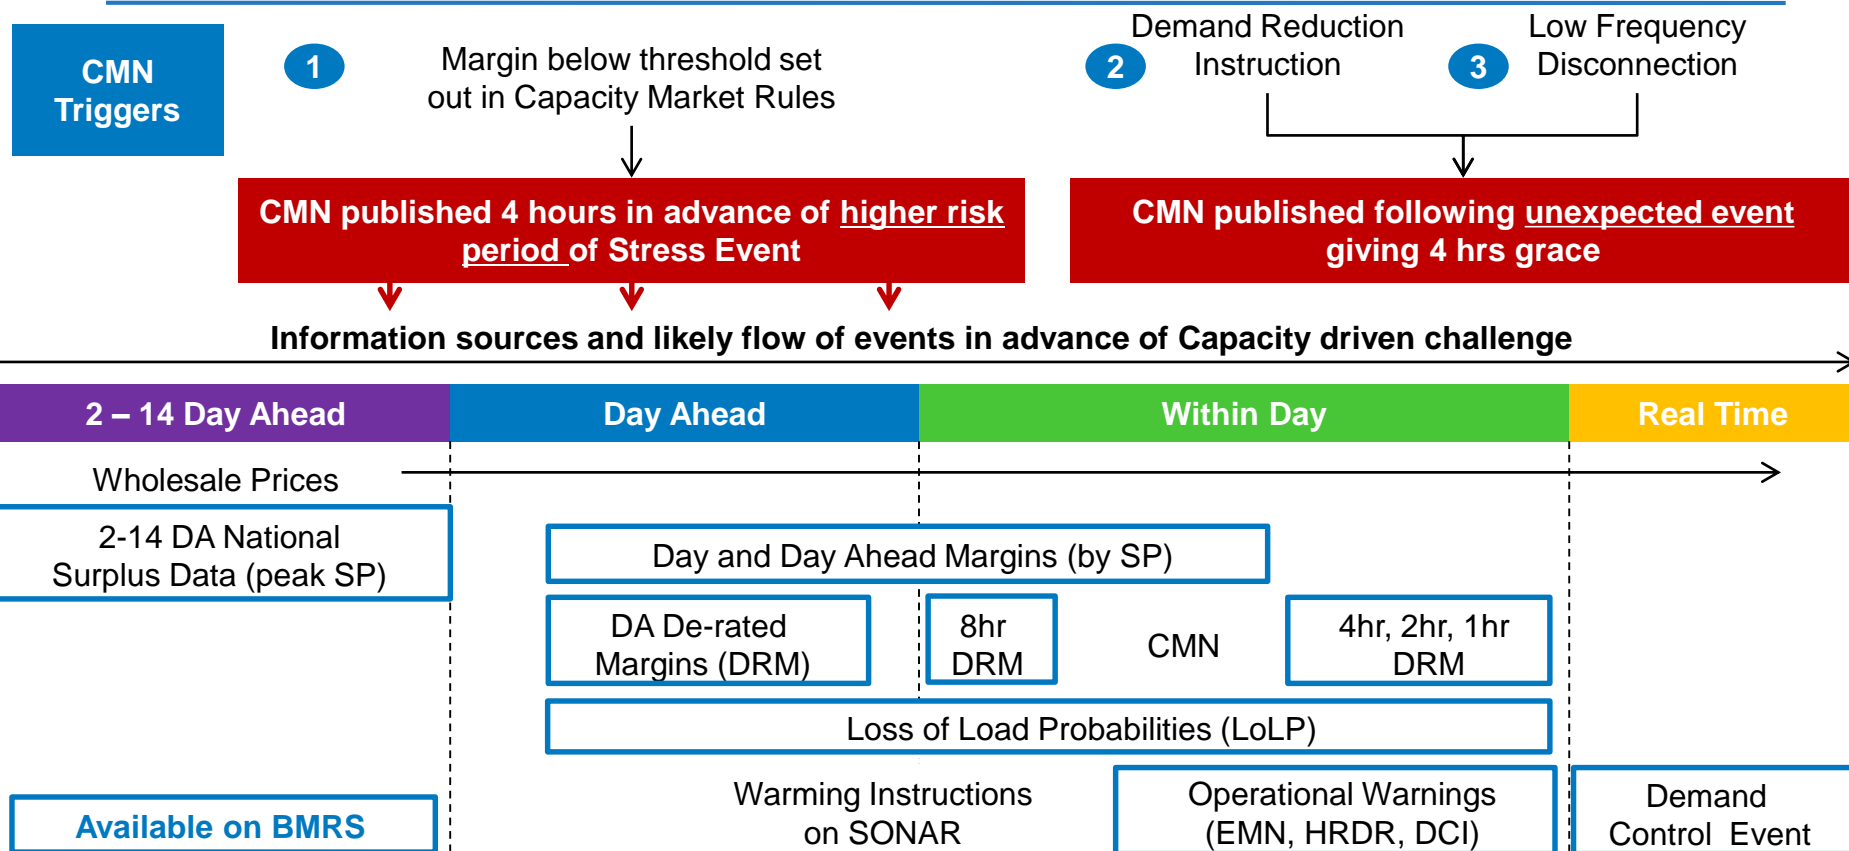 CMN
Triggers
1
Margin below threshold set
out in Capacity Market Rules
2
Demand Reduction
Instruction
3
Low Frequency
Disconnection
CMN published 4 hours in advance of higher risk
period of Stress Event
CMN published following unexpected event
giving 4 hrs grace
Information sources and likely flow of events in advance of Capacity driven challenge
2 – 14 Day Ahead
Day Ahead
Within Day
Real Time
Wholesale Prices
2-14 DA National
Surplus Data (peak SP)
Day and Day Ahead Margins (by SP)
DA De-rated
Margins (DRM)
8hr
DRM
CMN
4hr, 2hr, 1hr
DRM
Loss of Load Probabilities (LoLP)
Warming Instructions
on SONAR
Operational Warnings
(EMN, HRDR, DCI)
Demand
Control Event
Available on BMRS